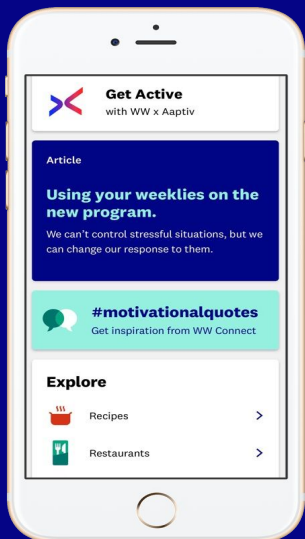 Get Active
with WW x Aaptiv
Article
Using your weeklies on the
new program.
We can't control stressful situations, but we
can change our response to them.
#motivationalquotes
Get inspiration from WW Connect
Explore
Recipes
Restaurants